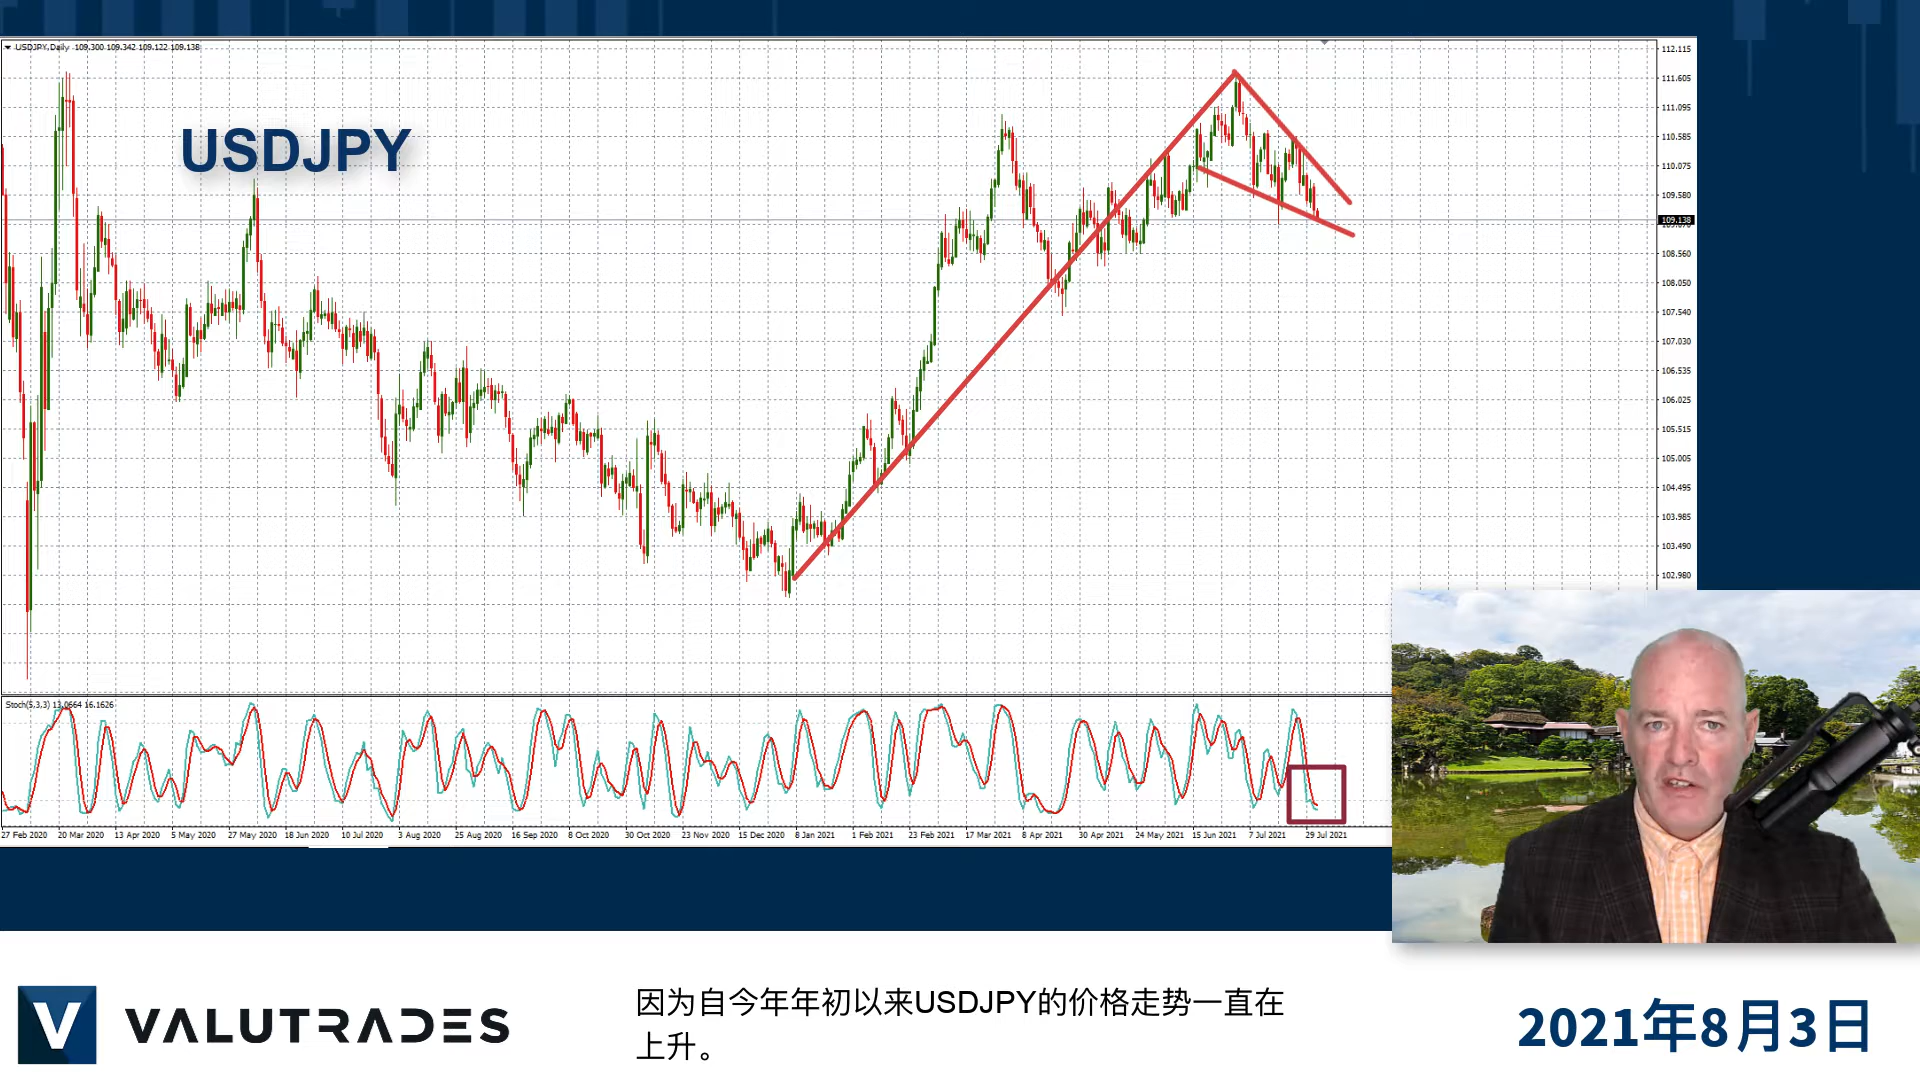 USDJPY,Daily 109.300 109.342 109.122 109.138
USDJPY
112.115
111.605
111.095
110.585
110.075
109.580
109.138
108.560
108.050
107.540
107.030
106.535
106.025
105.515
105.005
104.495
103.985
103.490
102.980
Stoch(5,3,3) 13.0664 16.1626
27 Feb 2020 20 Mar 2020 13 Apr 2020 5 May 2020 27 May 2020 18 Jun 2020 10 Jul 2020 3 Aug 2020 25 Aug 2020 16 Sep 2020 8 Oct 2020 30 Oct 2020 23 Nov 2020 15 Dec 2020 8 Jan 2021 1 Feb 2021 23 Feb 2021 17 Mar 2021 8 Apr 2021 30 Apr 2021 24 May 2021 15 Jun 2021 7 Jul 2021 29 Jul 2021
VALUTRADES
因为自今年年初以来USDJPY的价格走势一直在
上升。
2021年8月3日